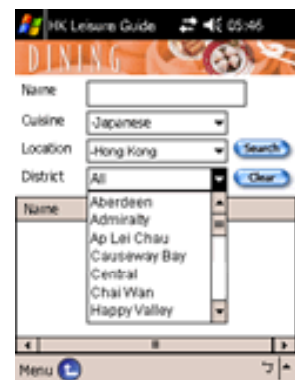 HK Leisure Guide 05:46
DINING
Name
Cuisine -Japanese
Location -Hong Kong Search
District All Clear
Name
Aberdeen
Admiralty
Ap Lei Chau
Causeway Bay
Central
Chai Wan
Happy Valley
Menu